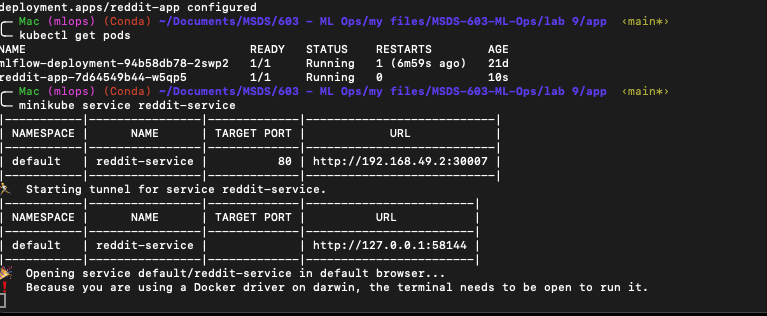 deployment.apps/reddit-app configured
Mac (mlops) (Conda) ~/Documents/MSDS/603 - ML Ops/my files/MSDS-603-ML-Ops/lab 9/app ‹main*›
kubectl get pods
NAME READY STATUS RESTARTS AGE
mlflow-deployment-94b58db78-2swp2 1/1 Running 1 (6m59s ago) 21d
reddit-app-7d64549b44-w5qp5 1/1 Running 0 10s
Mac (mlops) (Conda) ~/Documents/MSDS/603 - ML Ops/my files/MSDS-603-ML-Ops/lab 9/app ‹main*›
minikube service reddit-service
|-----------|----------------|-------------|---------------------------|
| NAMESPACE | NAME | TARGET PORT | URL |
|-----------|----------------|-------------|---------------------------|
| default | reddit-service | 80 | http://192.168.49.2:30007 |
|-----------|----------------|-------------|---------------------------|
🏃 Starting tunnel for service reddit-service.
|-----------|----------------|-------------|------------------------|
| NAMESPACE | NAME | TARGET PORT | URL |
|-----------|----------------|-------------|------------------------|
| default | reddit-service | | http://127.0.0.1:58144 |
|-----------|----------------|-------------|------------------------|
🎉 Opening service default/reddit-service in default browser...
❗ Because you are using a Docker driver on darwin, the terminal needs to be open to run it.